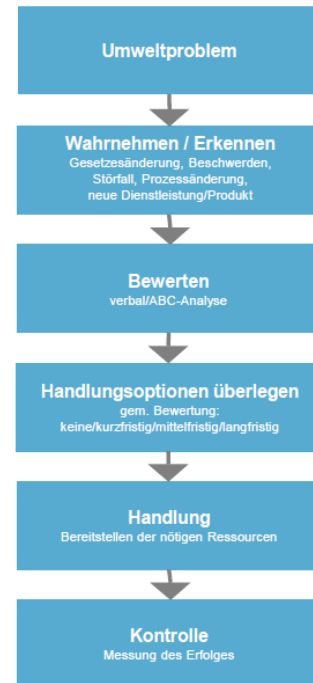 Umweltproblem
Wahrnehmen / Erkennen
Gesetzesänderung, Beschwerden,
Störfall, Prozessänderung,
neue Dienstleistung/Produkt
Bewerten
verbal/ABC-Analyse
Handlungsoptionen überlegen
gem. Bewertung:
keine/kurzfristig/mittelfristig/langfristig
Handlung
Bereitstellen der nötigen Ressourcen
Kontrolle
Messung des Erfolges